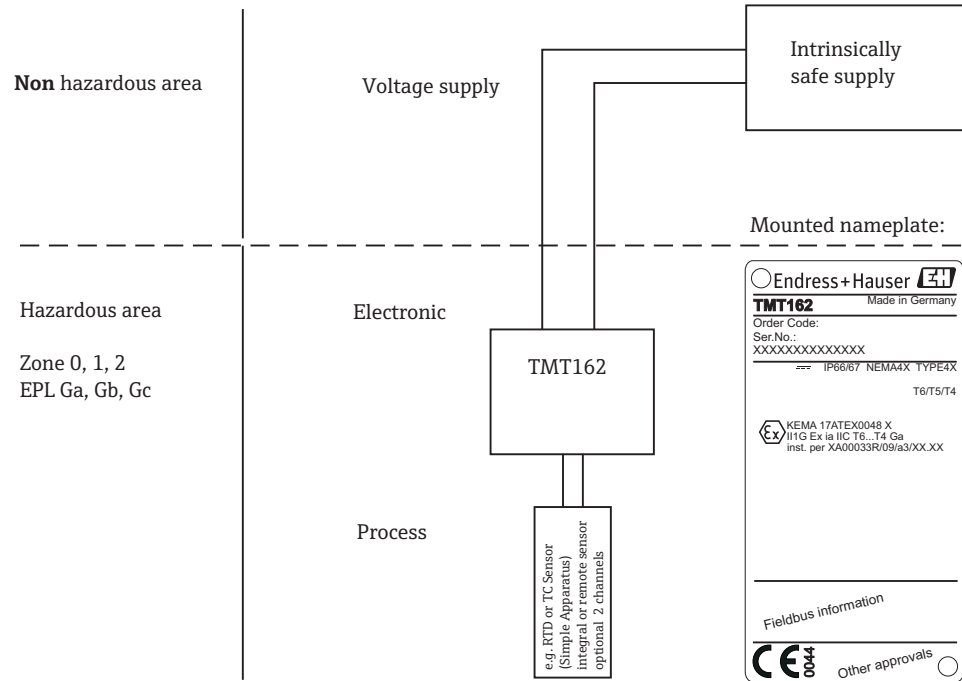 Non hazardous area
Voltage supply
Intrinsically
safe supply
Mounted nameplate:
Hazardous area
Zone 0, 1, 2
EPL Ga, Gb, Gc
Electronic
TMT162
Process
e.g. RTD or TC Sensor
(Simple Apparatus)
integral or remote sensor
optional 2 channels
Endress+Hauser EH
TMT162 Made in Germany
Order Code:
Ser.No.:
XXXXXXXXXXXXXX
IP66/67 NEMA4X TYPE4X
T6/T5/T4
Ex KEMA 17ATEX0048 X
II1G Ex ia IIC T6...T4 Ga
inst. per XA00033R/09/a3/XX.XX
Fieldbus information
CE 0044 Other approvals